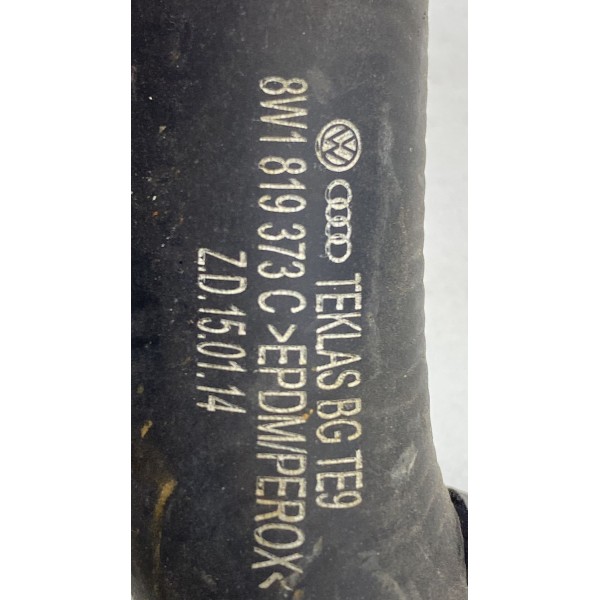 TEKLAS BG TE9
8W1 819 373 C >EPDM/PEROX<
Z.D.15.01.14